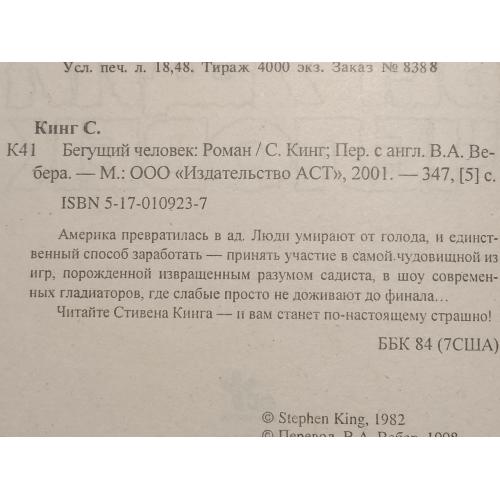 Усл. печ. л. 18,48. Тираж 4000 экз. Заказ № 8388
Кинг С.
К41 Бегущий человек: Роман / С. Кинг; Пер. с англ. В.А. Ве-
бера. — М.: ООО «Издательство АСТ», 2001. — 347, [5] с.
ISBN 5-17-010923-7
Америка превратилась в ад. Люди умирают от голода, и единст-
венный способ заработать — принять участие в самой чудовищной из
игр, порожденной извращенным разумом садиста, в шоу современ-
ных гладиаторов, где слабые просто не доживают до финала...
Читайте Стивена Кинга — и вам станет по-настоящему страшно!
ББК 84 (7США)
© Stephen King, 1982
© Перевод. В.А. Вебер, 1998